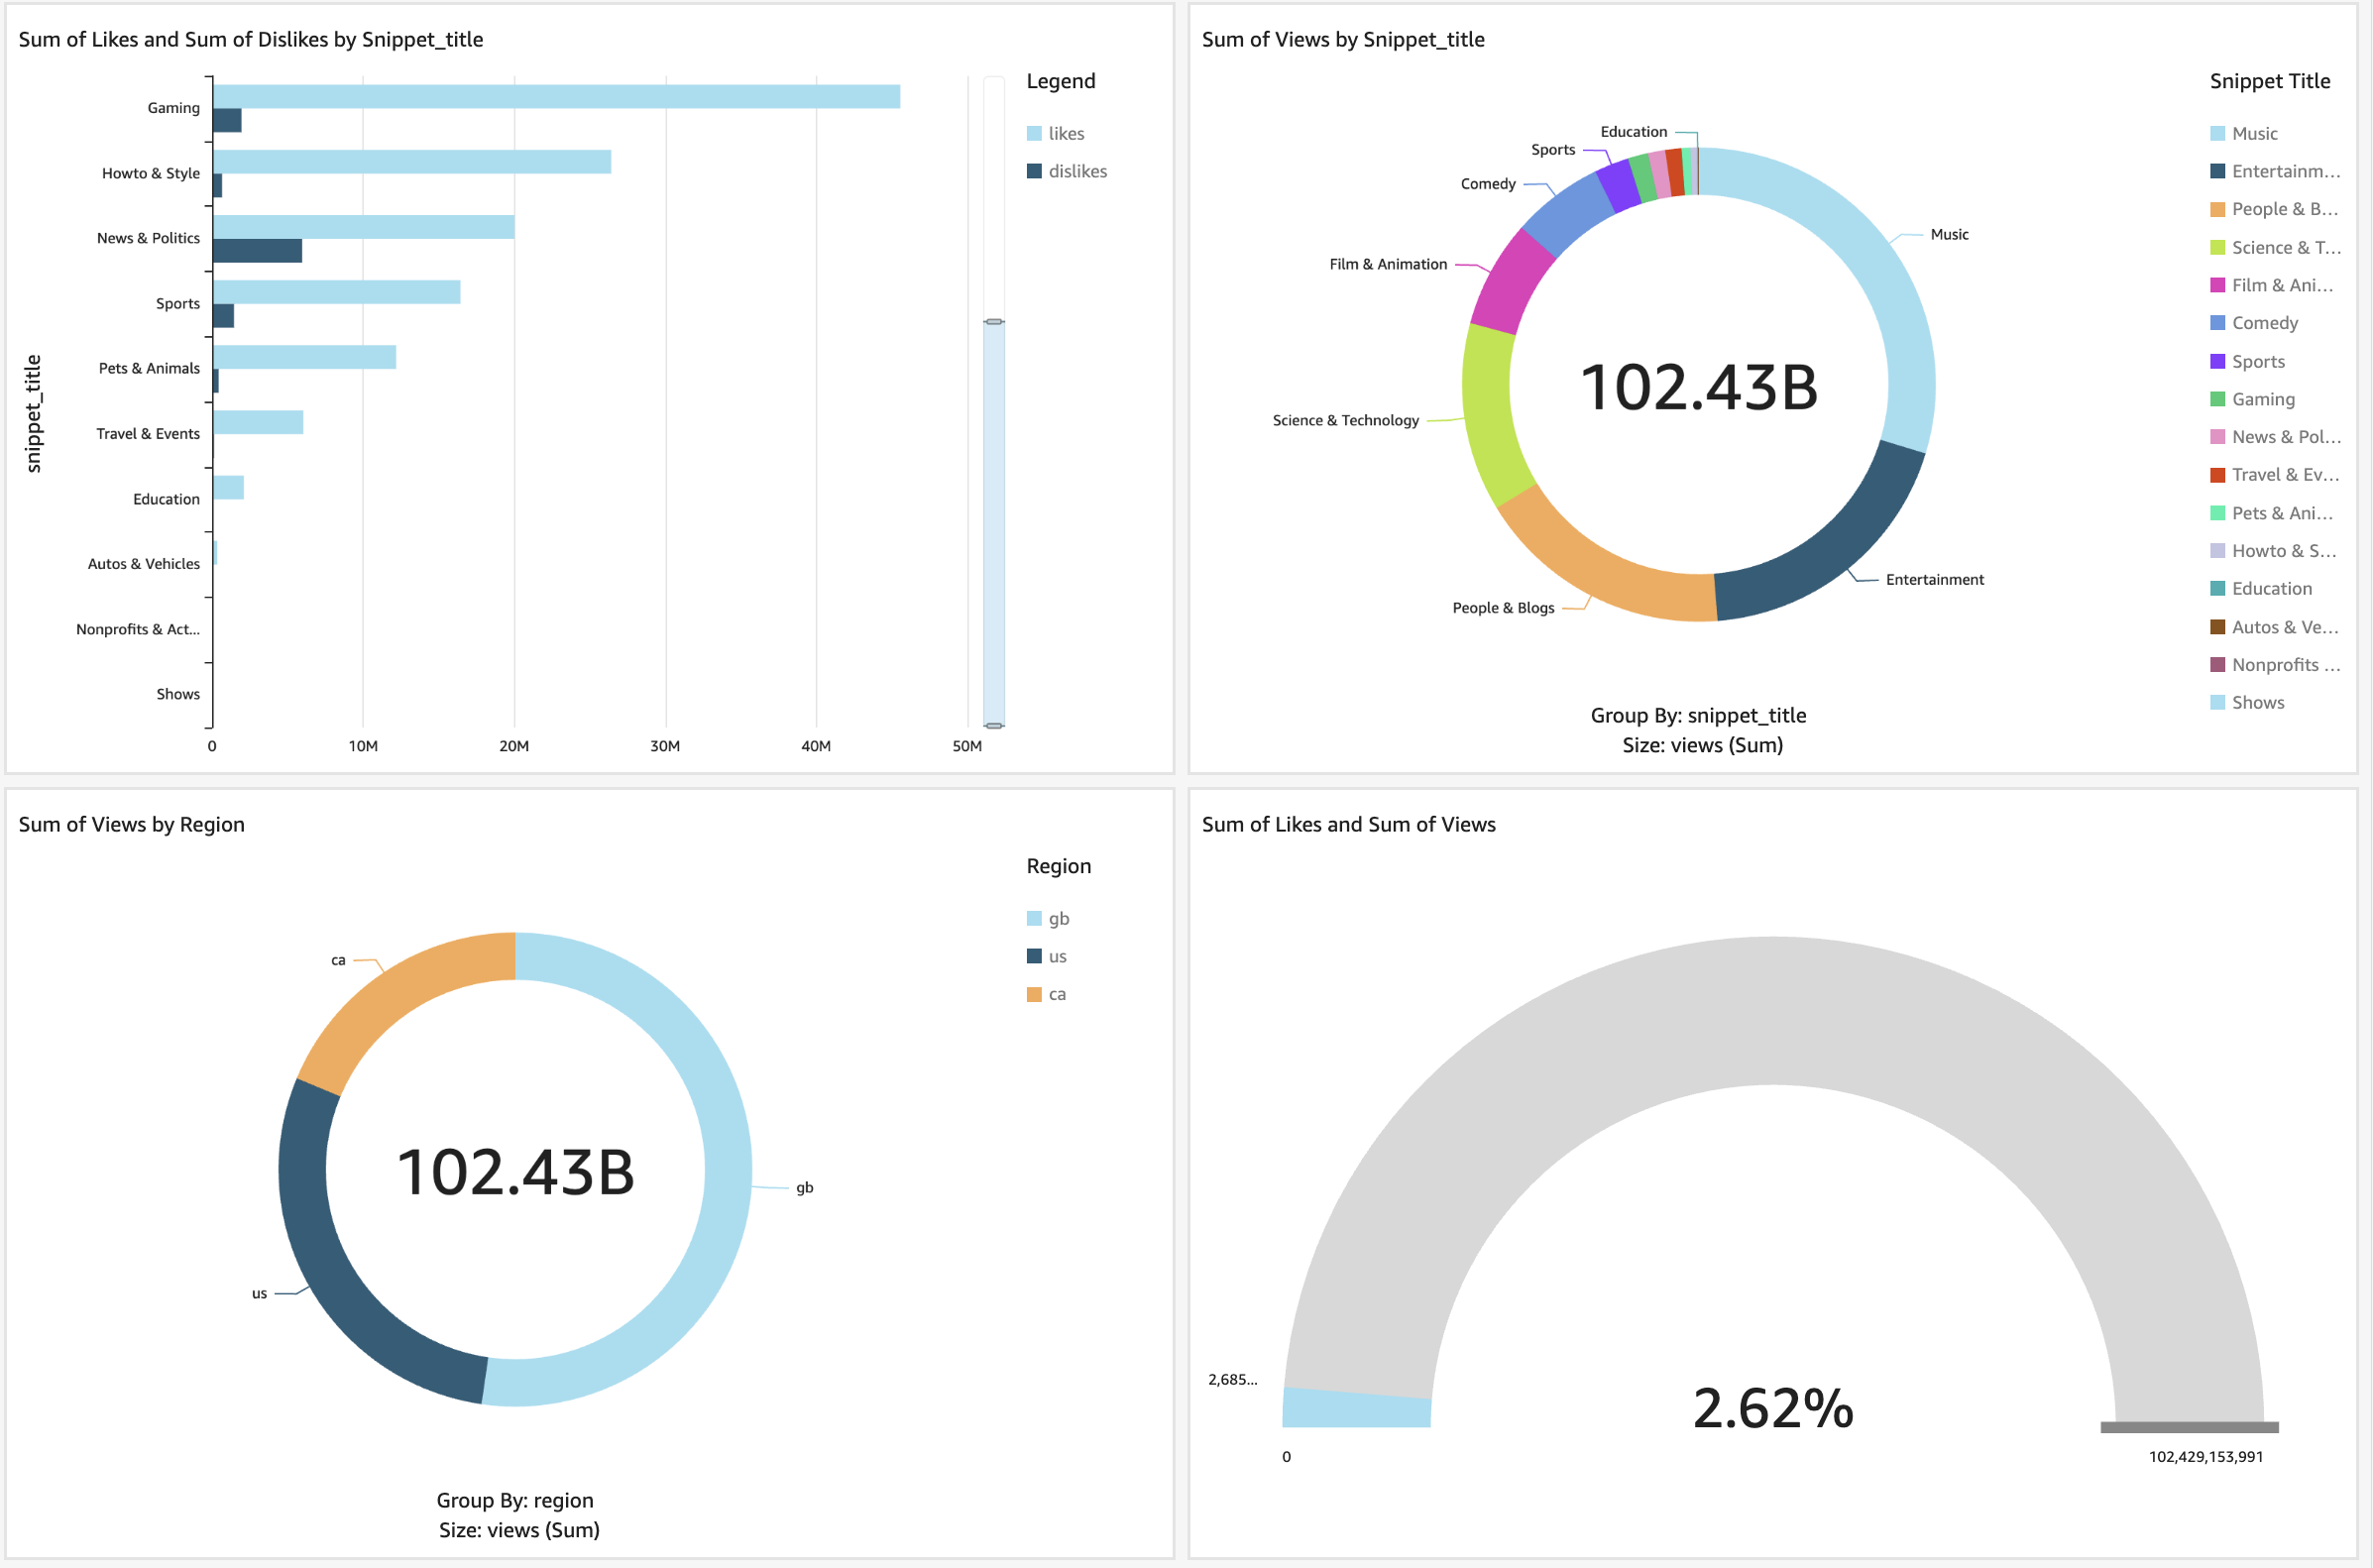 Sum of Likes and Sum of Dislikes by Snippet_title
Legend
likes
dislikes
snippet_title
Gaming
Howto & Style
News & Politics
Sports
Pets & Animals
Travel & Events
Education
Autos & Vehicles
Nonprofits & Act...
Shows
0 10M 20M 30M 40M 50M
Sum of Views by Snippet_title
Education
Sports
Comedy
Film & Animation
Science & Technology
People & Blogs
Music
Entertainment
102.43B
Group By: snippet_title
Size: views (Sum)
Snippet Title
Music
Entertainm...
People & B...
Science & T...
Film & Ani...
Comedy
Sports
Gaming
News & Pol...
Travel & Ev...
Pets & Ani...
Howto & S...
Education
Autos & Ve...
Nonprofits ...
Shows
Sum of Views by Region
Region
gb
us
ca
ca
gb
us
102.43B
Group By: region
Size: views (Sum)
Sum of Likes and Sum of Views
2,685...
2.62%
0 102,429,153,991